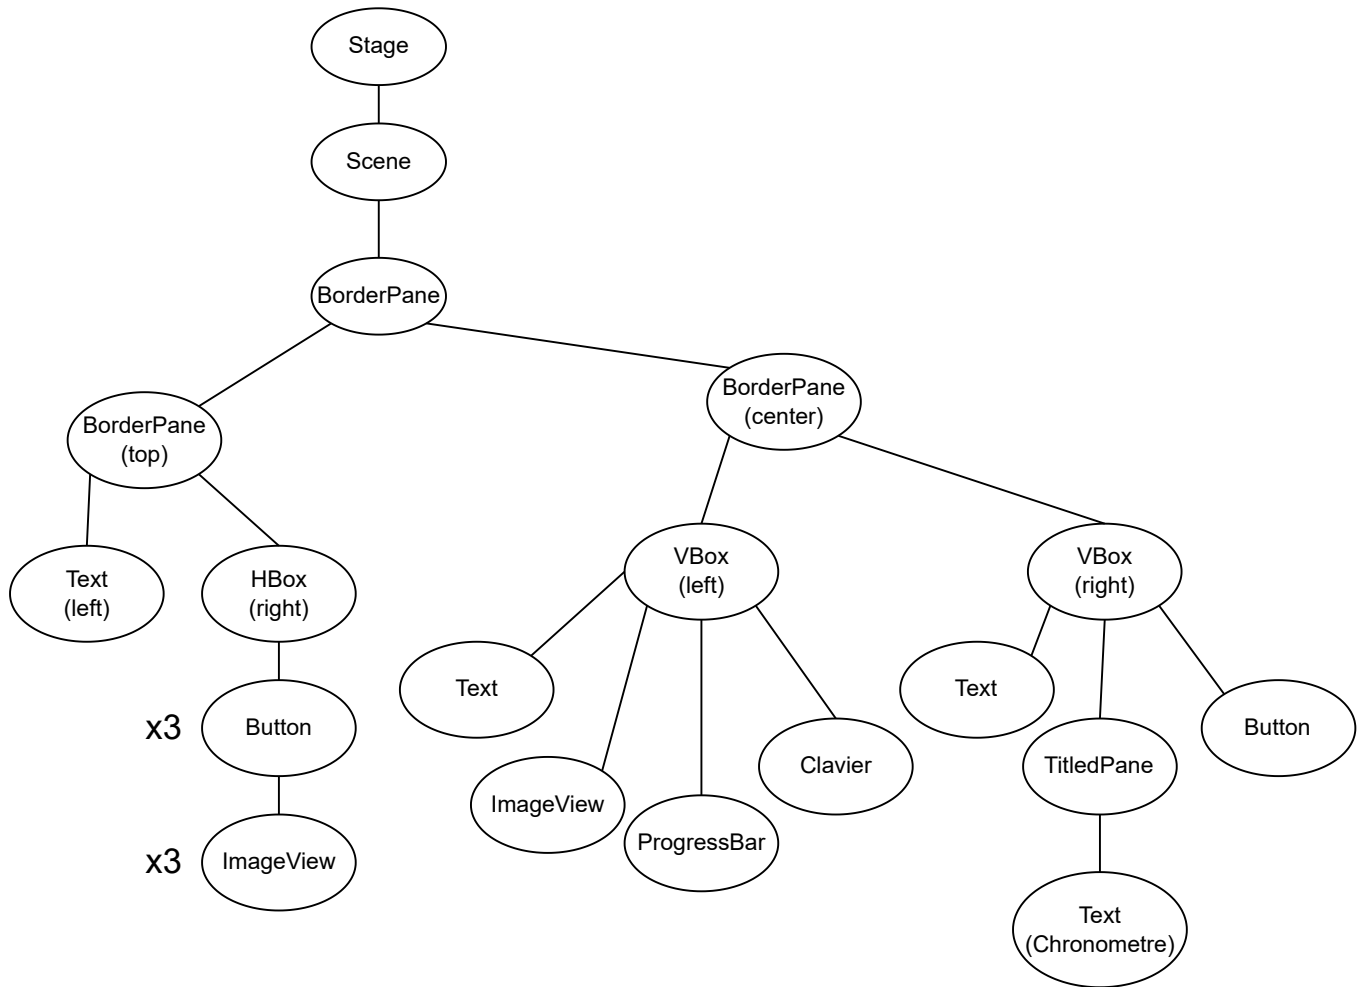 Stage
Scene
BorderPane
BorderPane
(center)
BorderPane
(top)
Text
(left)
HBox
(right)
VBox
(left)
VBox
(right)
Text
Text
x3
Button
Button
ImageView
Clavier
TitledPane
ProgressBar
x3
ImageView
Text
(Chronometre)